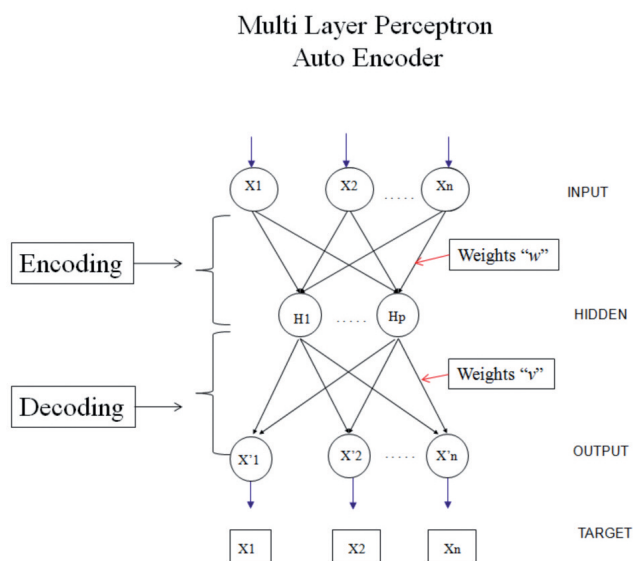 Multi Layer Perceptron
Auto Encoder
X1 X2 ..... Xn INPUT
Encoding
Weights “w”
H1 ..... Hp HIDDEN
Weights “v”
Decoding
X’1 X’2 ..... X’n OUTPUT
X1 X2 Xn TARGET